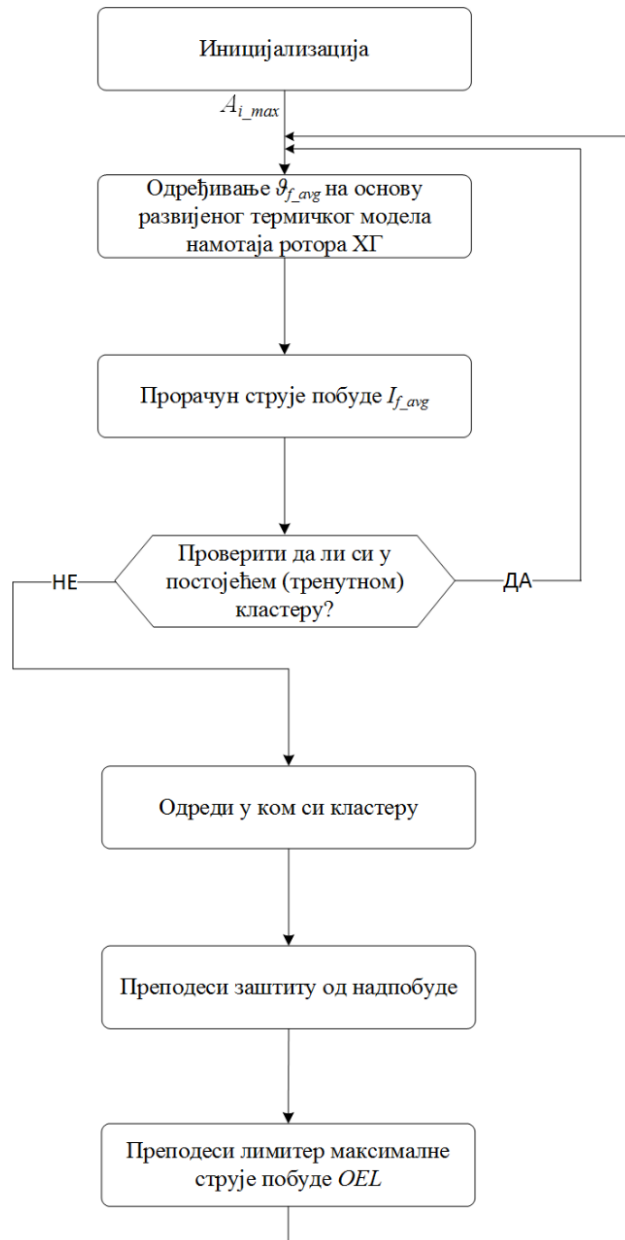 Иницијализација
A_{i_max}
Одређивање ϑ_{f_avg} на основу
развијеног термичког модела
намотаја ротора ХГ
Прорачун струје побуде I_{f_avg}
Проверити да ли си у
постојећем (тренутном)
кластеру?
НЕ
ДА
Одреди у ком си кластеру
Преподеси заштиту од надпобуде
Преподеси лимитер максималне
струје побуде OEL